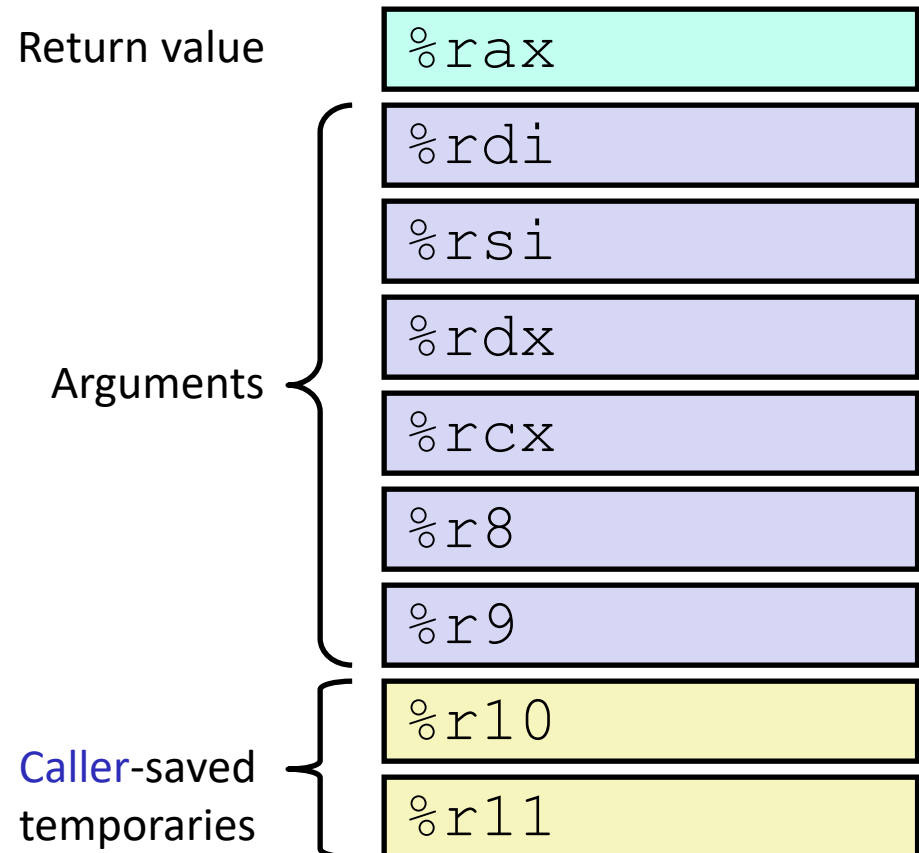 Return value
%rax
%rdi
%rsi
%rdx
Arguments
%rcx
%r8
%r9
%r10
Caller-saved
temporaries
%r11